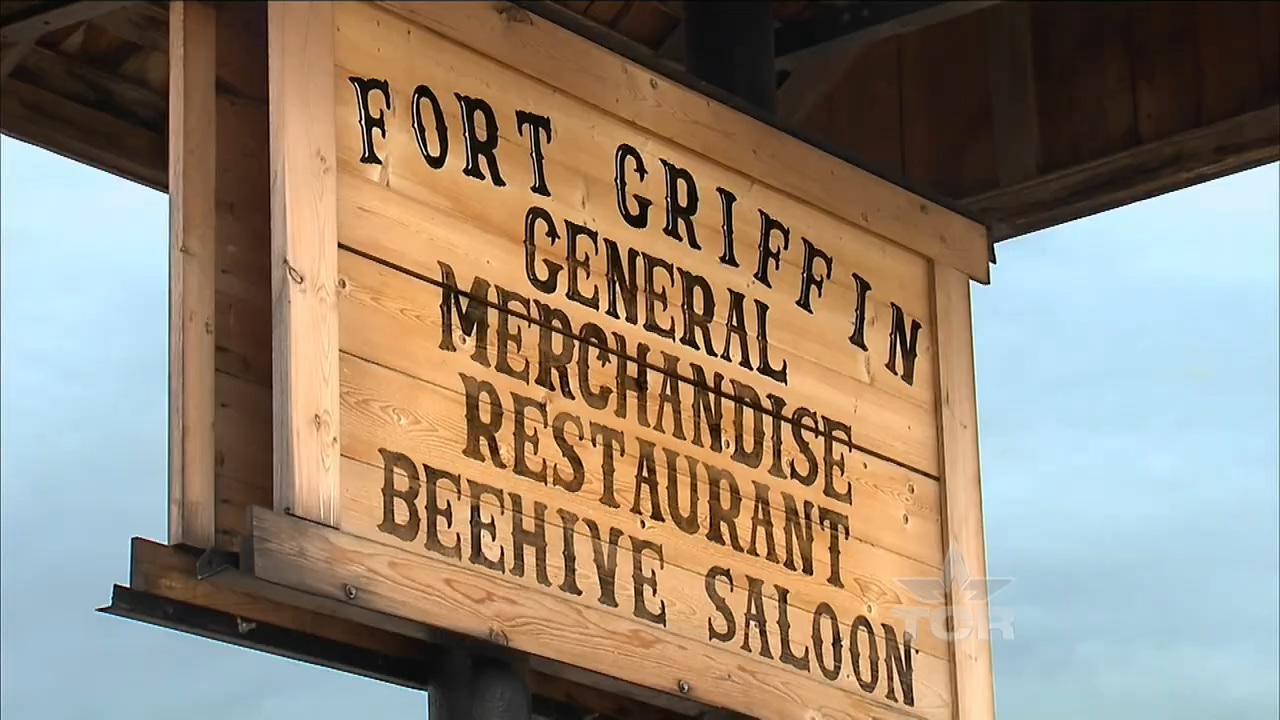 FORT GRIFFIN
GENERAL
MERCHANDISE
RESTAURANT
BEEHIVE SALOON
TCR